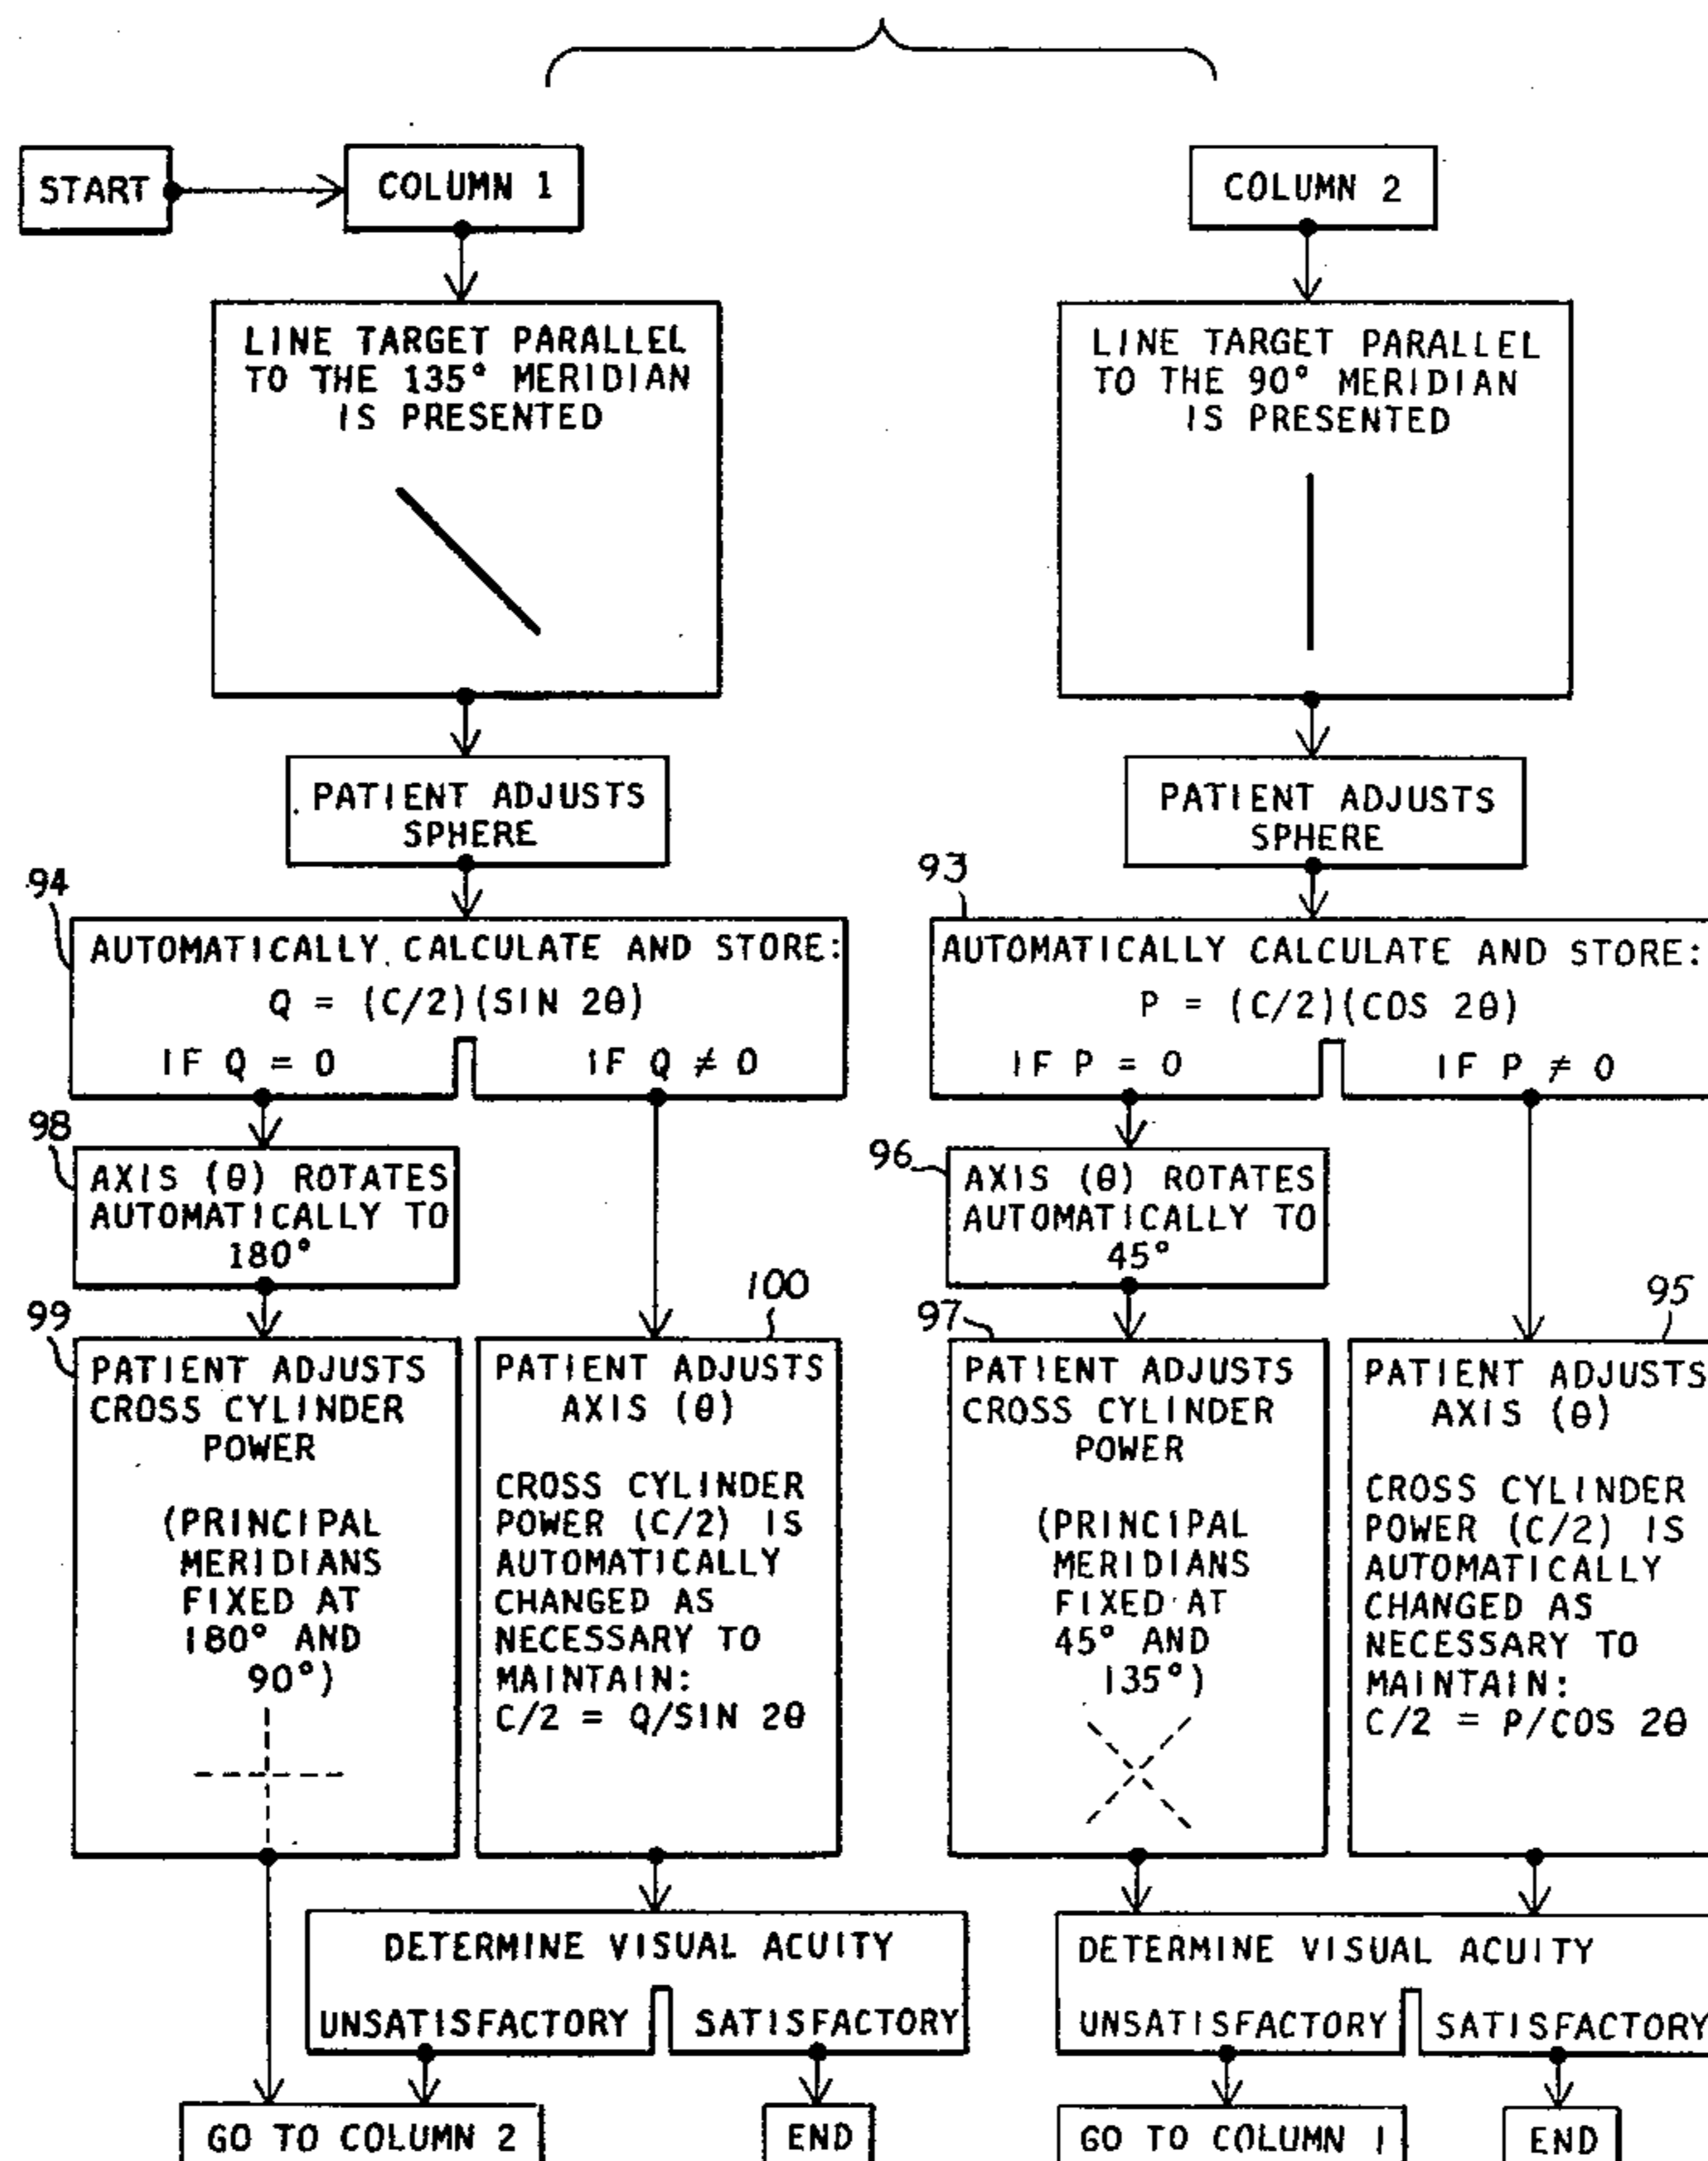 START
COLUMN 1
LINE TARGET PARALLEL
TO THE 135° MERIDIAN
IS PRESENTED
PATIENT ADJUSTS
SPHERE
94
AUTOMATICALLY CALCULATE AND STORE:
Q = (C/2)(SIN 2θ)
IF Q = 0
IF Q ≠ 0
98
AXIS (θ) ROTATES
AUTOMATICALLY TO
180°
99
PATIENT ADJUSTS
CROSS CYLINDER
POWER
(PRINCIPAL
MERIDIANS
FIXED AT
180° AND
90°)
100
PATIENT ADJUSTS
AXIS (θ)
CROSS CYLINDER
POWER (C/2) IS
AUTOMATICALLY
CHANGED AS
NECESSARY TO
MAINTAIN:
C/2 = Q/SIN 2θ
DETERMINE VISUAL ACUITY
UNSATISFACTORY
SATISFACTORY
GO TO COLUMN 2
END
COLUMN 2
LINE TARGET PARALLEL
TO THE 90° MERIDIAN
IS PRESENTED
PATIENT ADJUSTS
SPHERE
93
AUTOMATICALLY CALCULATE AND STORE:
P = (C/2)(COS 2θ)
IF P = 0
IF P ≠ 0
96
AXIS (θ) ROTATES
AUTOMATICALLY TO
45°
97
PATIENT ADJUSTS
CROSS CYLINDER
POWER
(PRINCIPAL
MERIDIANS
FIXED AT
45° AND
135°)
95
PATIENT ADJUSTS
AXIS (θ)
CROSS CYLINDER
POWER (C/2) IS
AUTOMATICALLY
CHANGED AS
NECESSARY TO
MAINTAIN:
C/2 = P/COS 2θ
DETERMINE VISUAL ACUITY
UNSATISFACTORY
SATISFACTORY
GO TO COLUMN 1
END